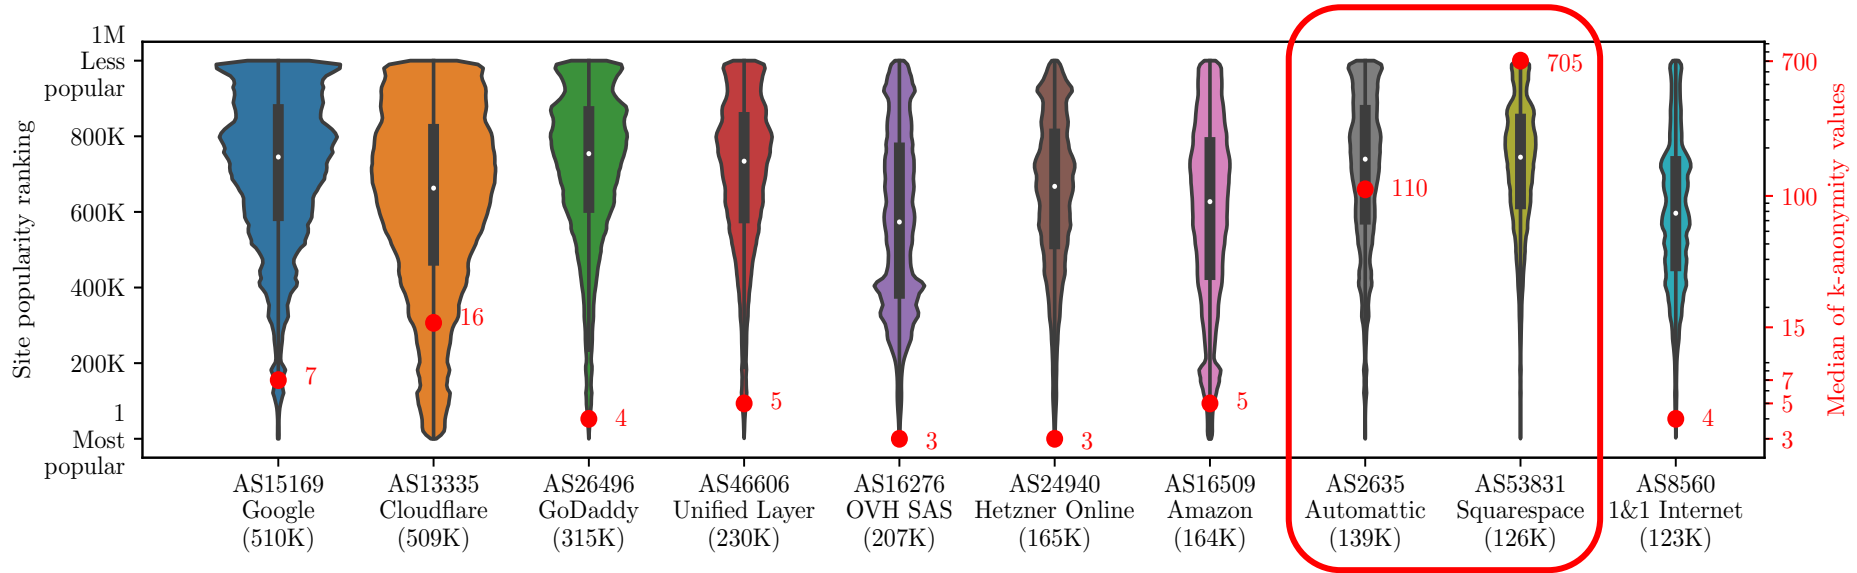 1M
Less
popular
800K
600K
400K
200K
1
Most
popular
Site popularity ranking
7
16
4
5
3
3
5
110
705
4
700
100
15
7
5
3
Median of k-anonymity values
AS15169
Google
(510K)
AS13335
Cloudflare
(509K)
AS26496
GoDaddy
(315K)
AS46606
Unified Layer
(230K)
AS16276
OVH SAS
(207K)
AS24940
Hetzner Online
(165K)
AS16509
Amazon
(164K)
AS2635
Automattic
(139K)
AS53831
Squarespace
(126K)
AS8560
1&1 Internet
(123K)